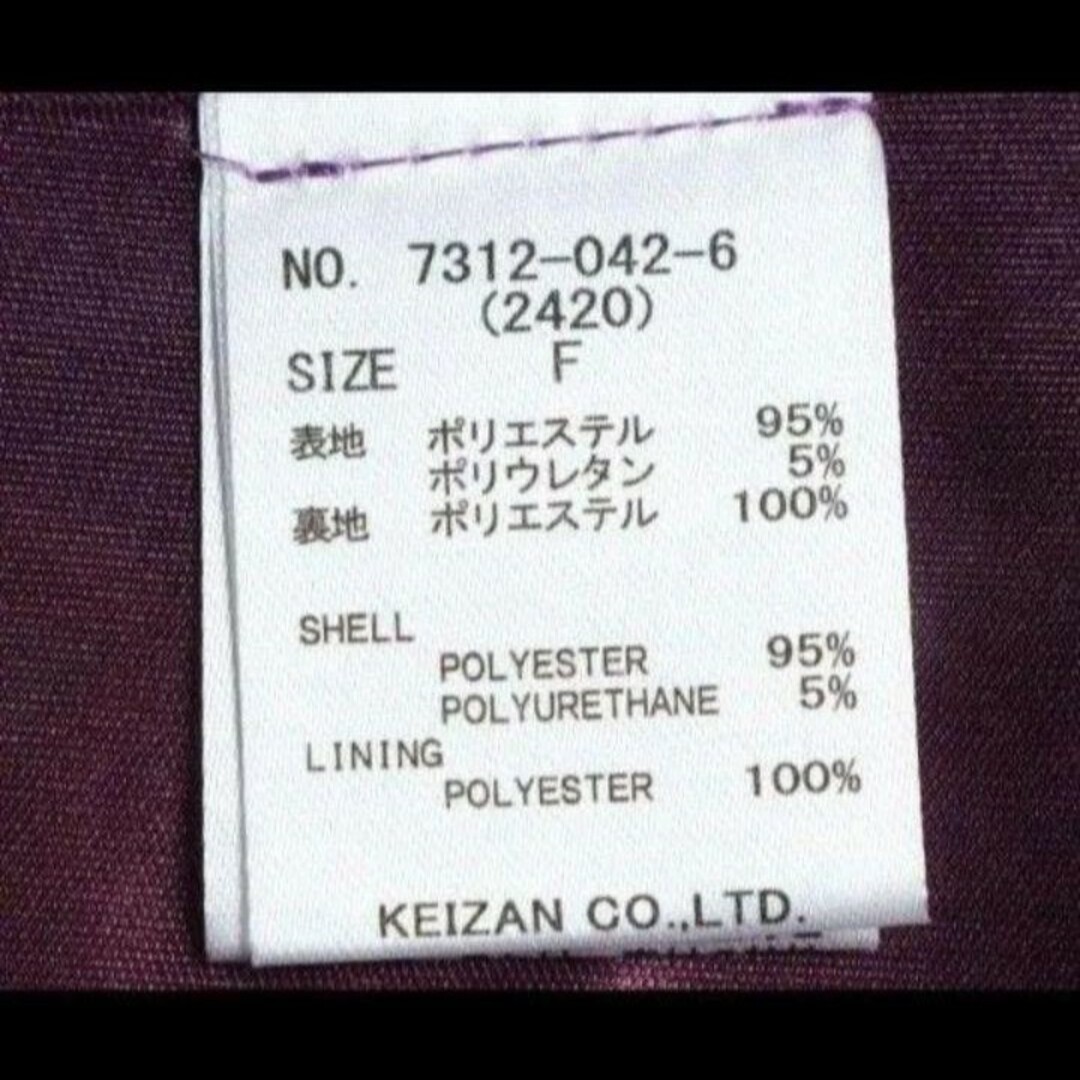 NO. 7312-042-6
(2420)
SIZE F
表地 ポリエステル 95%
ポリウレタン 5%
裏地 ポリエステル 100%
SHELL
POLYESTER 95%
POLYURETHANE 5%
LINING
POLYESTER 100%
KEIZAN CO.,LTD.